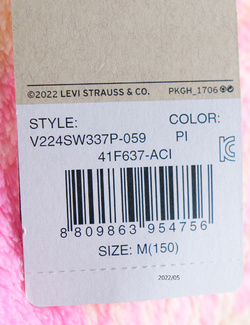 ©2022 LEVI STRAUSS & CO. PKGH_1706
STYLE: COLOR:
V224SW337P-059 PI
41F637-ACI
8 809863 954756
SIZE: M(150)
2022/05